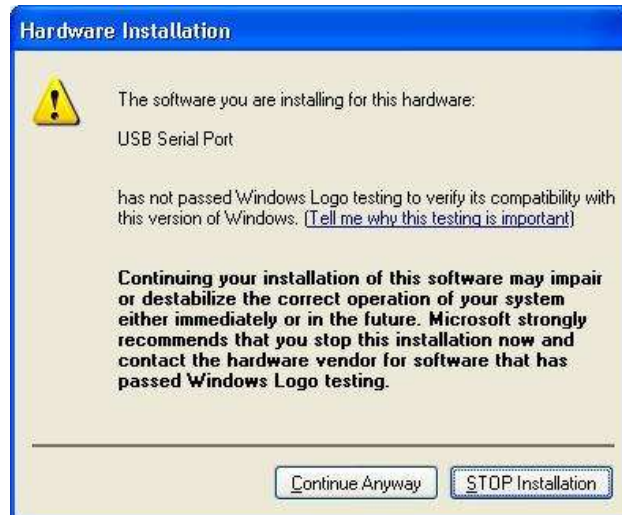 Hardware Installation
The software you are installing for this hardware:
USB Serial Port
has not passed Windows Logo testing to verify its compatibility with
this version of Windows. (Tell me why this testing is important)
Continuing your installation of this software may impair
or destabilize the correct operation of your system
either immediately or in the future. Microsoft strongly
recommends that you stop this installation now and
contact the hardware vendor for software that has
passed Windows Logo testing.
Continue Anyway
STOP Installation